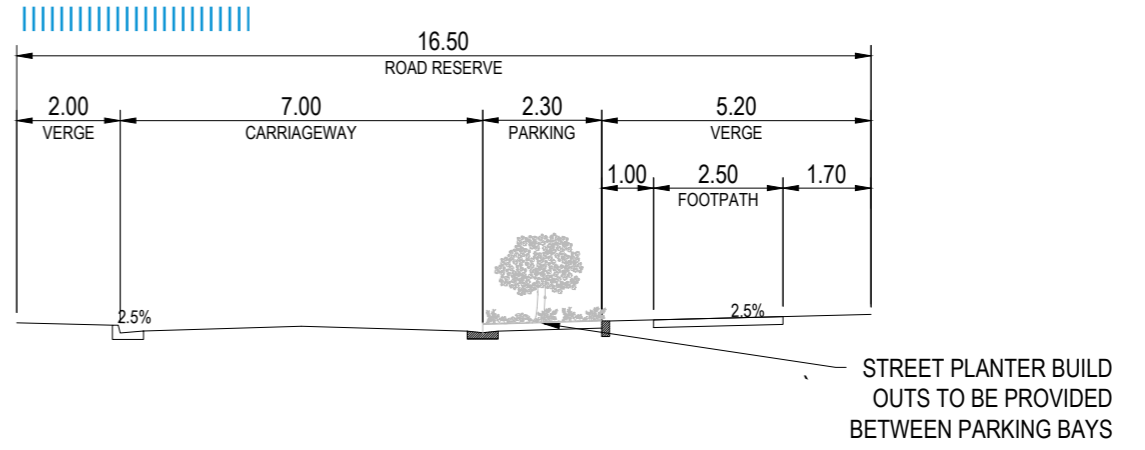 16.50
ROAD RESERVE
2.00 7.00 2.30 5.20
VERGE CARRIAGEWAY PARKING VERGE
1.00 2.50 1.70
FOOTPATH
2.5% 2.5%
STREET PLANTER BUILD
OUTS TO BE PROVIDED
BETWEEN PARKING BAYS